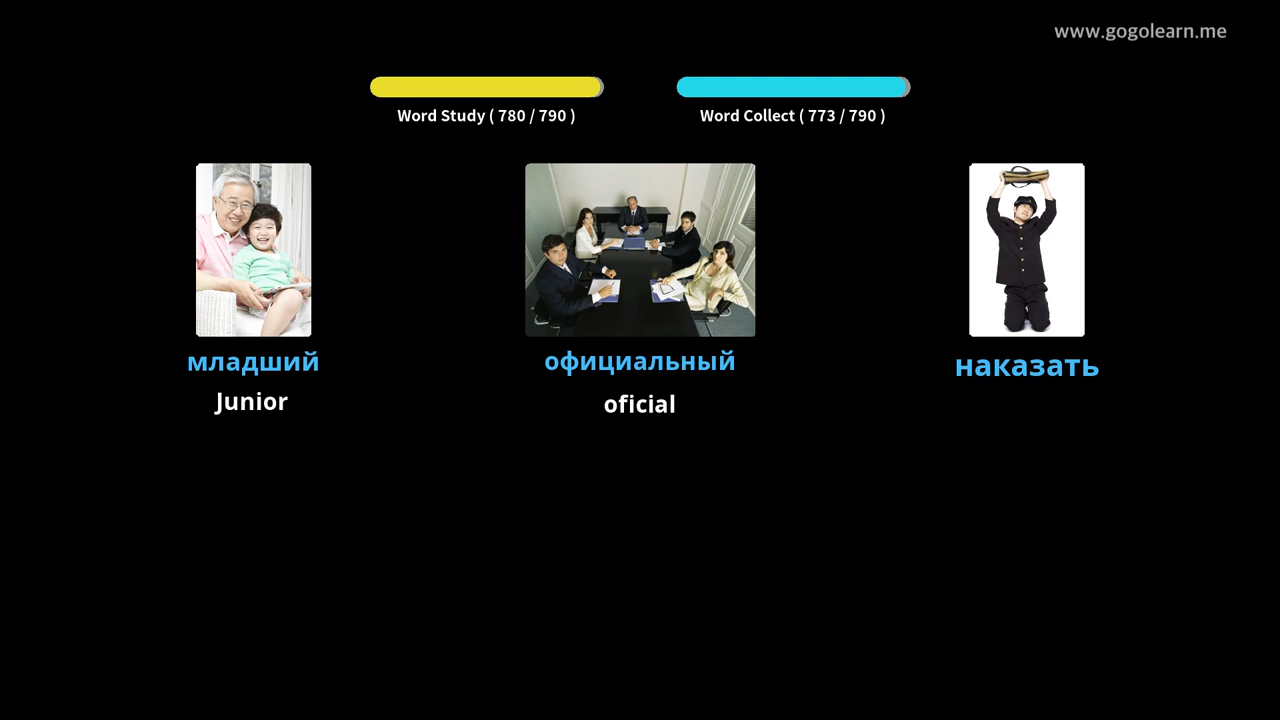 www.gogolearn.me
Word Study ( 780 / 790 )
Word Collect ( 773 / 790 )
младший
официальный
наказать
Junior
oficial